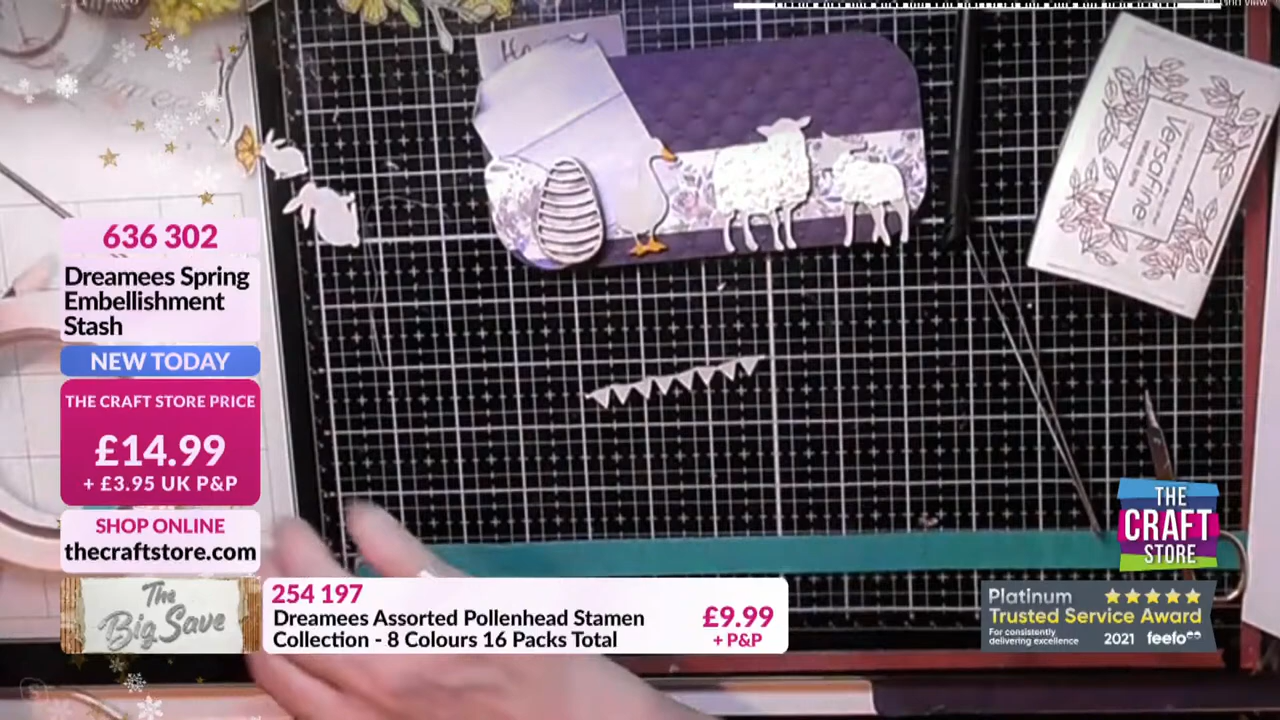 636 302
Dreamees Spring
Embellishment
Stash
NEW TODAY
THE CRAFT STORE PRICE
£14.99
+ £3.95 UK P&P
SHOP ONLINE
thecraftstore.com
The
Big Save
254 197
Dreamees Assorted Pollenhead Stamen
Collection - 8 Colours 16 Packs Total
£9.99
+ P&P
Versafine
THE
CRAFT
STORE
Platinum
Trusted Service Award
For consistently
delivering excellence
2021 feefo